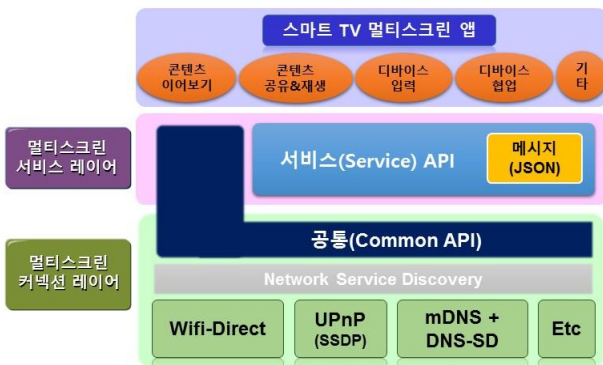 스마트 TV 멀티스크린 앱
콘텐츠
이어보기
콘텐츠
공유&재생
디바이스
입력
디바이스
협업
기
타
멀티스크린
서비스 레이어
서비스(Service) API
메시지
(JSON)
공통(Common API)
멀티스크린
커넥션 레이어
Network Service Discovery
Wifi-Direct
UPnP
(SSDP)
mDNS +
DNS-SD
Etc